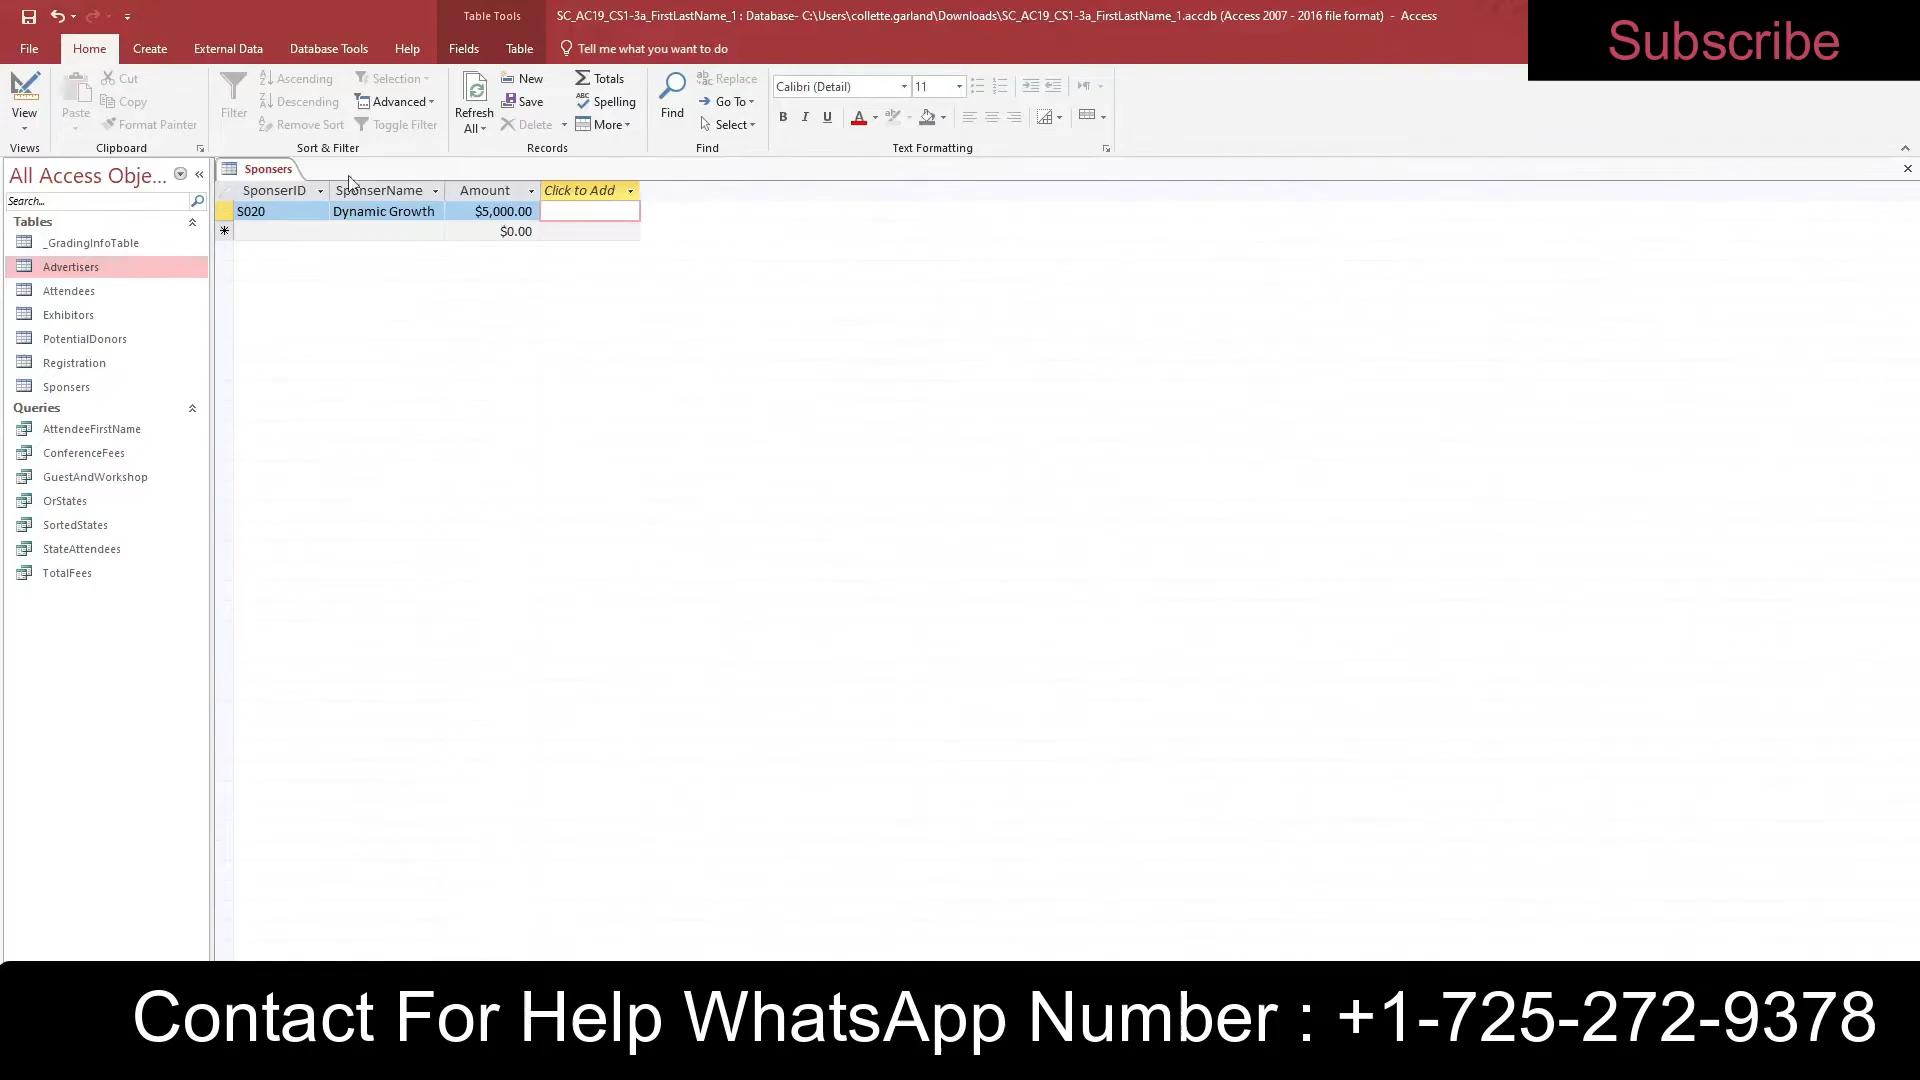 Table Tools
SC_AC19_CS1-3a_FirstLastName_1 : Database- C:\Users\collette.garland\Downloads\SC_AC19_CS1-3a_FirstLastName_1.accdb (Access 2007 - 2016 file format) - Access
Subscribe
File Home Create External Data Database Tools Help Fields Table Tell me what you want to do
View
Views
Paste
Cut
Copy
Format Painter
Clipboard
Filter
Ascending
Descending
Remove Sort
Selection
Advanced
Toggle Filter
Sort & Filter
Refresh
All
New
Save
Delete
Totals
Spelling
More
Records
Find
Replace
Go To
Select
Find
Calibri (Detail) 11
B I U A
Text Formatting
All Access Obje...
Search...
Tables
_GradingInfoTable
Advertisers
Attendees
Exhibitors
PotentialDonors
Registration
Sponsers
Queries
AttendeeFirstName
ConferenceFees
GuestAndWorkshop
OrStates
SortedStates
StateAttendees
TotalFees
Sponsers
SponserID SponserName Amount Click to Add
S020 Dynamic Growth $5,000.00
$0.00
Contact For Help WhatsApp Number : +1-725-272-9378